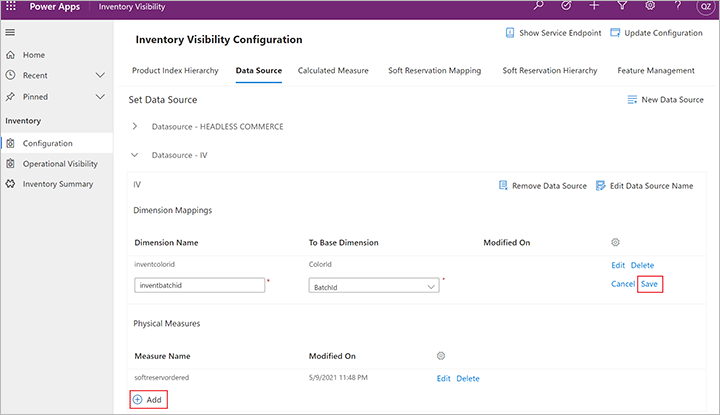 Power Apps Inventory Visibility ? QZ
Inventory Visibility Configuration Show Service Endpoint Update Configuration
Home
Recent
Pinned
Inventory
Configuration
Operational Visibility
Inventory Summary
Product Index Hierarchy Data Source Calculated Measure Soft Reservation Mapping Soft Reservation Hierarchy Feature Management
Set Data Source New Data Source
Datasource - HEADLESS COMMERCE
Datasource - IV
IV Remove Data Source Edit Data Source Name
Dimension Mappings
Dimension Name To Base Dimension Modified On
inventcolorid ColorId Edit Delete
inventbatchid * BatchId * Cancel Save
Physical Measures
Measure Name Modified On
softreservordered 5/9/2021 11:48 PM Edit Delete
Add